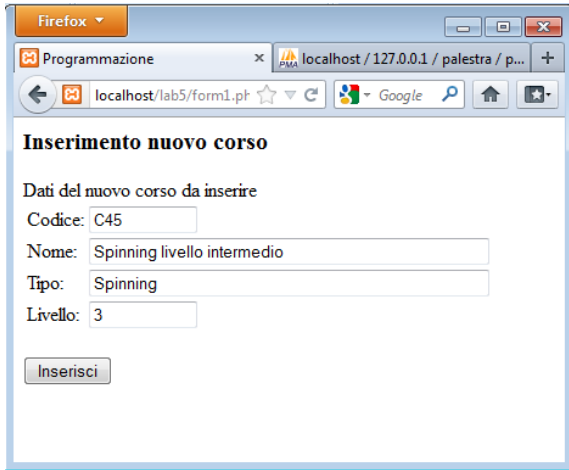 Firefox
Programmazione
localhost / 127.0.0.1 / palestra / p...
localhost/lab5/form1.ph
Google
Inserimento nuovo corso
Dati del nuovo corso da inserire
Codice: C45
Nome: Spinning livello intermedio
Tipo: Spinning
Livello: 3
Inserisci